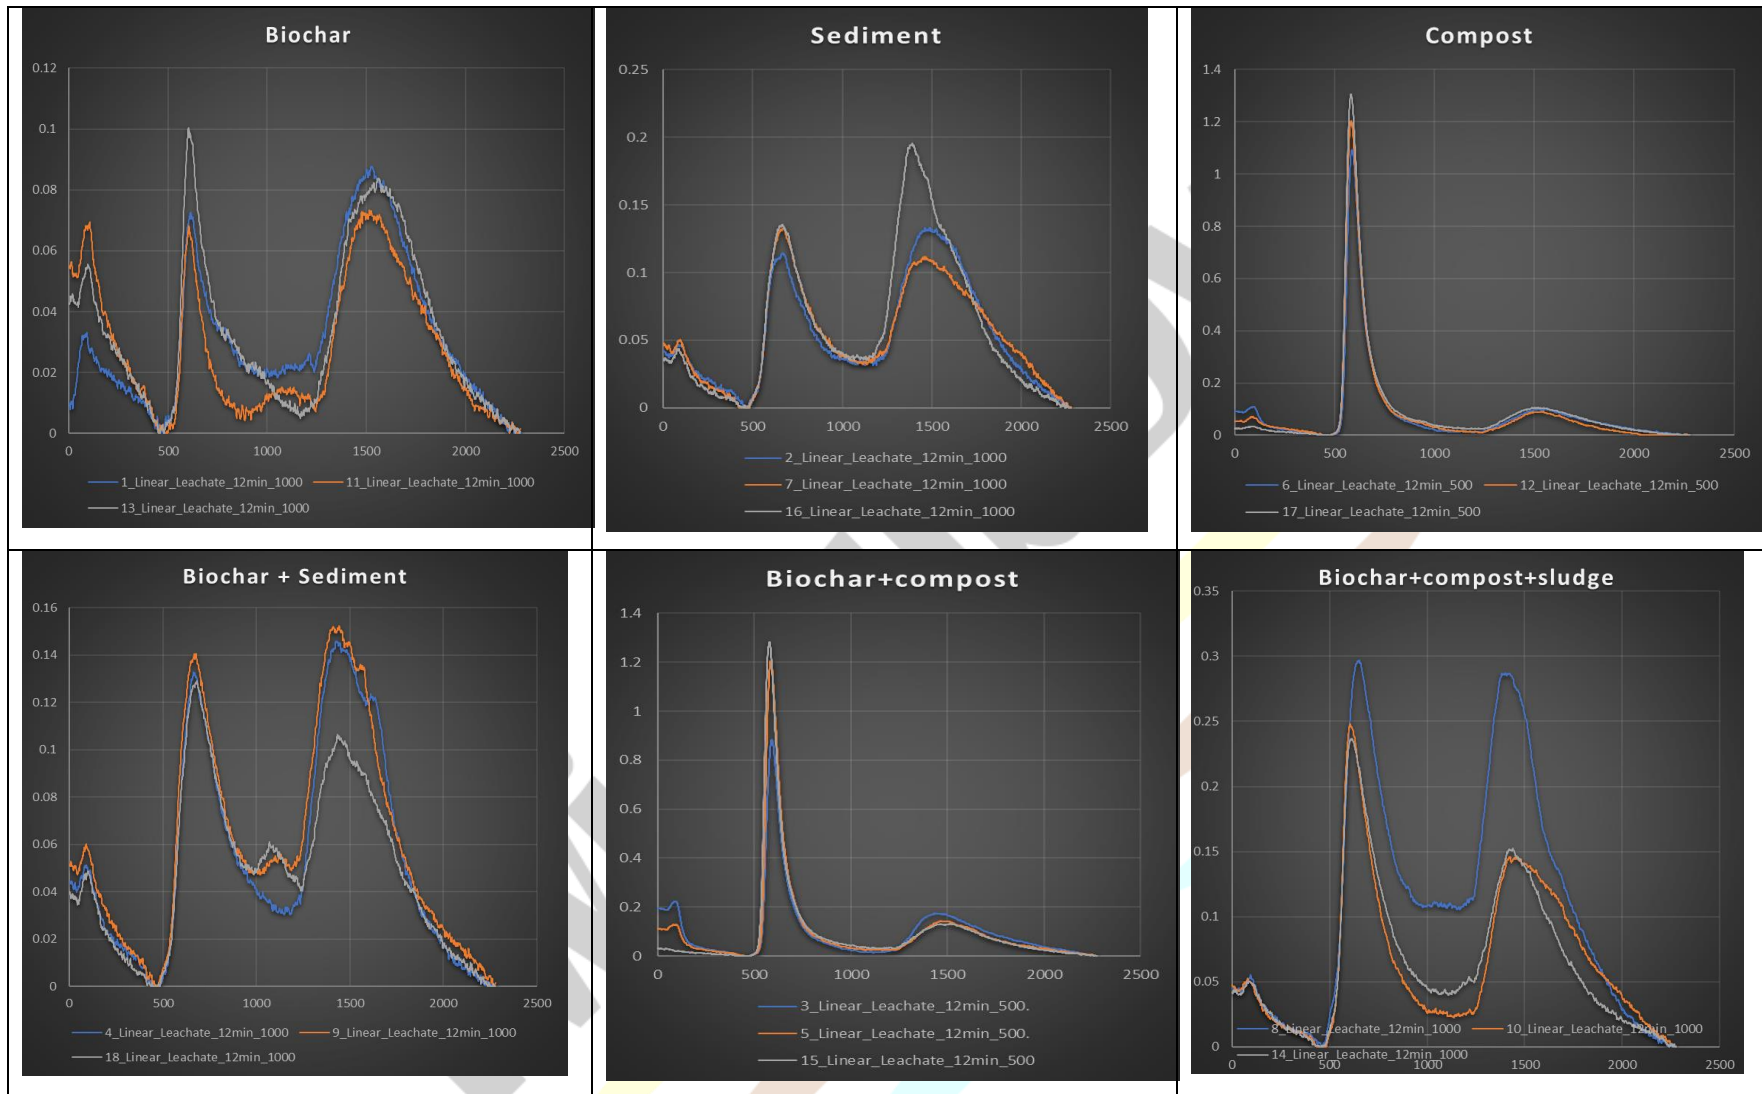 Biochar
0.12
0.1
0.08
0.06
0.04
0.02
0
0 500 1000 1500 2000 2500
1_Linear_Leachate_12min_1000 11_Linear_Leachate_12min_1000
13_Linear_Leachate_12min_1000
Sediment
0.25
0.2
0.15
0.1
0.05
0
0 500 1000 1500 2000 2500
2_Linear_Leachate_12min_1000
7_Linear_Leachate_12min_1000
16_Linear_Leachate_12min_1000
Compost
1.4
1.2
1
0.8
0.6
0.4
0.2
0
0 500 1000 1500 2000 2500
6_Linear_Leachate_12min_500 12_Linear_Leachate_12min_500
17_Linear_Leachate_12min_500
Biochar + Sediment
0.16
0.14
0.12
0.1
0.08
0.06
0.04
0.02
0
0 500 1000 1500 2000 2500
4_Linear_Leachate_12min_1000 9_Linear_Leachate_12min_1000
18_Linear_Leachate_12min_1000
Biochar+compost
1.4
1.2
1
0.8
0.6
0.4
0.2
0
0 500 1000 1500 2000 2500
3_Linear_Leachate_12min_500.
5_Linear_Leachate_12min_500.
15_Linear_Leachate_12min_500
Biochar+compost+sludge
0.35
0.3
0.25
0.2
0.15
0.1
0.05
0
8_Linear_Leachate_12min_1000 10_Linear_Leachate_12min_1000
14_Linear_Leachate_12min_1000
0 500 1000 1500 2000 2500